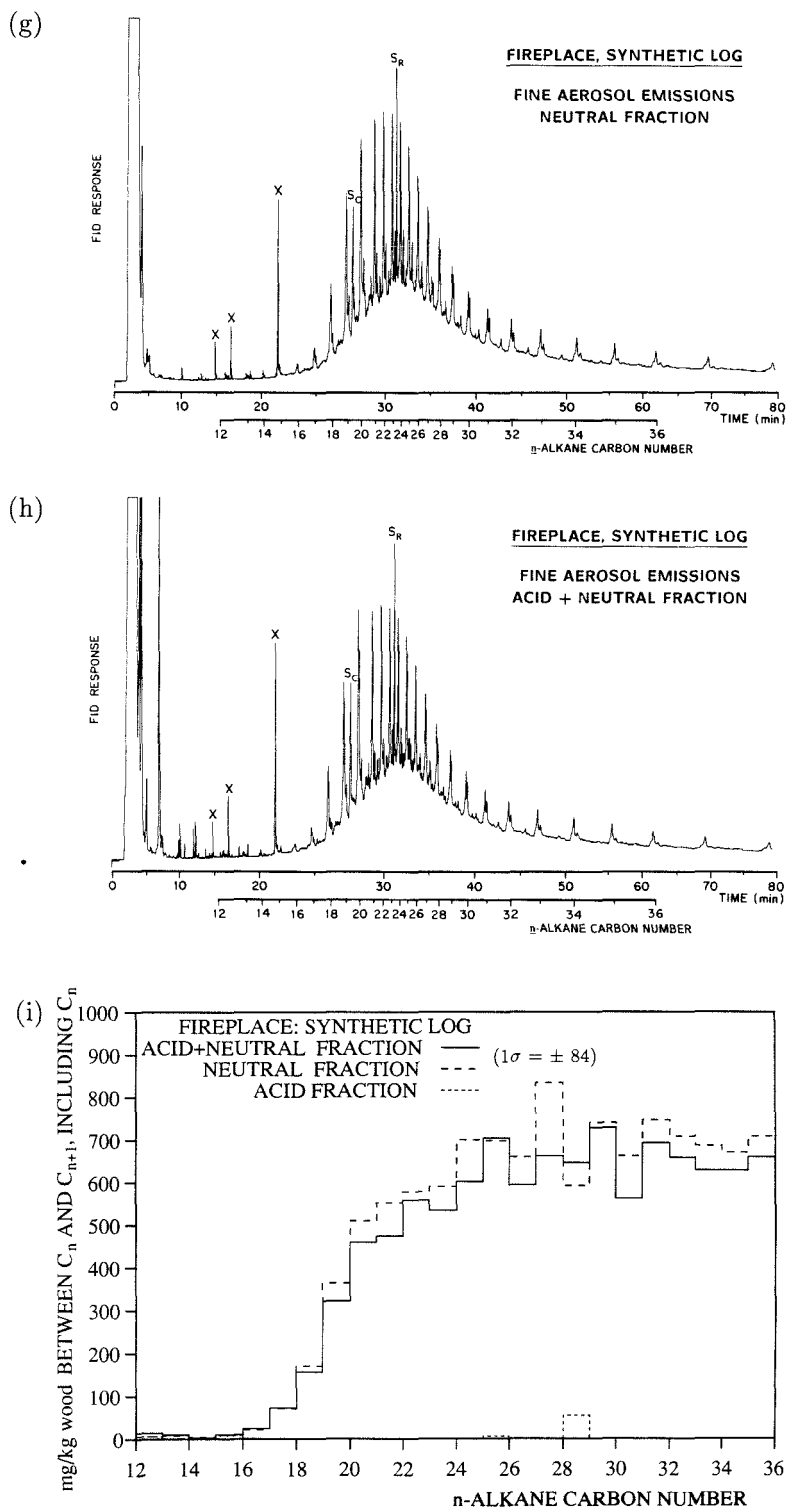 (g)
FIREPLACE, SYNTHETIC LOG
FINE AEROSOL EMISSIONS
NEUTRAL FRACTION
FID RESPONSE
X
X
X
S_C
S_R
0 10 20 30 40 50 60 70 80
TIME (min)
12 14 16 18 20 22 24 26 28 30 32 34 36
n-ALKANE CARBON NUMBER
(h)
FIREPLACE, SYNTHETIC LOG
FINE AEROSOL EMISSIONS
ACID + NEUTRAL FRACTION
FID RESPONSE
X
X
X
S_C
S_R
0 10 20 30 40 50 60 70 80
TIME (min)
12 14 16 18 20 22 24 26 28 30 32 34 36
n-ALKANE CARBON NUMBER
(i)
mg/kg wood BETWEEN C_n AND C_{n+1}, INCLUDING C_n
1000
900
800
700
600
500
400
300
200
100
0
FIREPLACE: SYNTHETIC LOG
ACID+NEUTRAL FRACTION
(1σ = ± 84)
NEUTRAL FRACTION
ACID FRACTION
12 14 16 18 20 22 24 26 28 30 32 34 36
n-ALKANE CARBON NUMBER